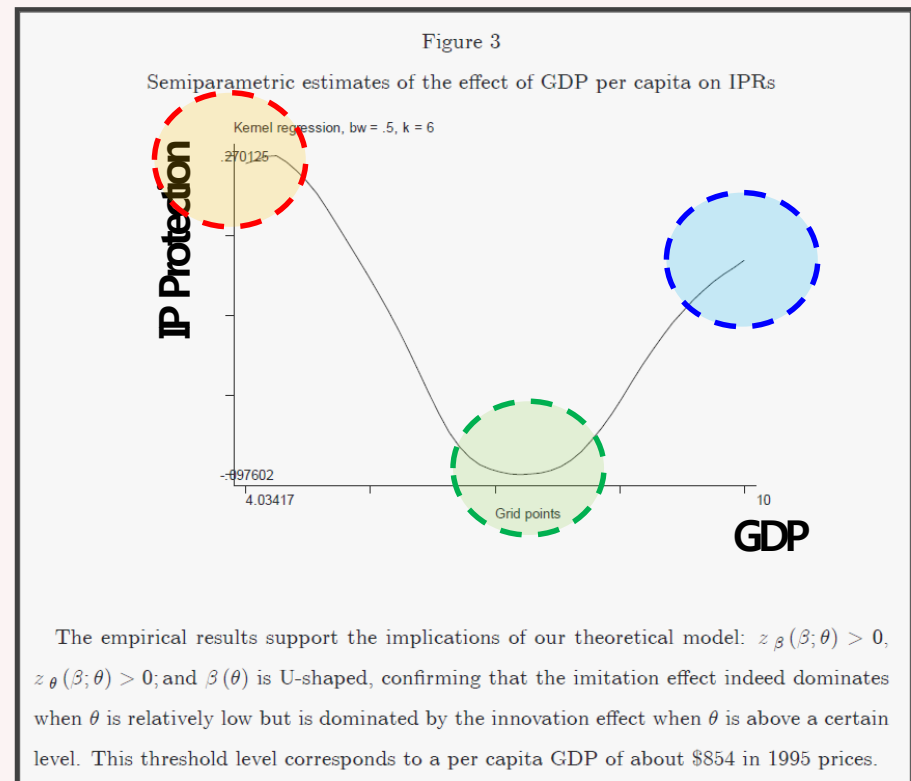 Figure 3
Semiparametric estimates of the effect of GDP per capita on IPRs
Kernel regression, bw = .5, k = 6
.270125
IP Protection
-.097602
4.03417
10
Grid points
GDP
The empirical results support the implications of our theoretical model: z β (β; θ) > 0,
z θ (β; θ) > 0; and β (θ) is U-shaped, confirming that the imitation effect indeed dominates
when θ is relatively low but is dominated by the innovation effect when θ is above a certain
level. This threshold level corresponds to a per capita GDP of about $854 in 1995 prices.